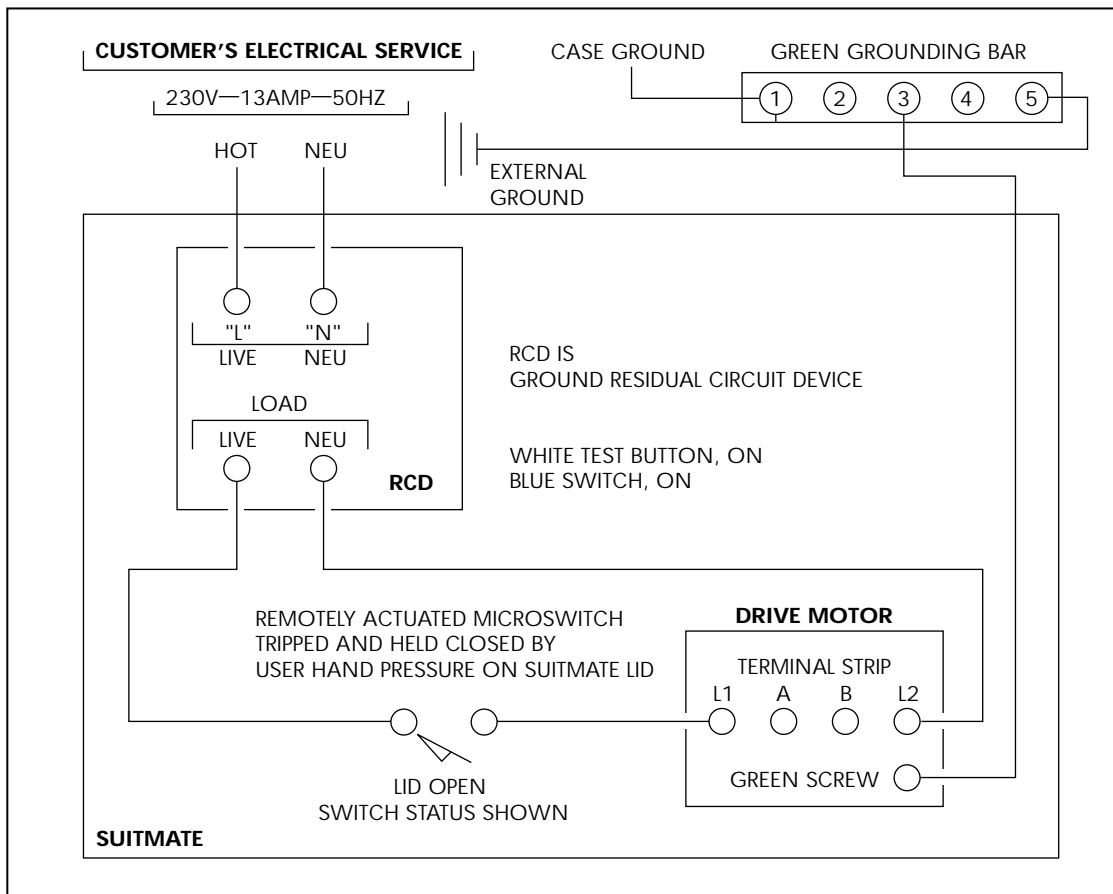 CUSTOMER'S ELECTRICAL SERVICE
CASE GROUND
GREEN GROUNDING BAR
230V—13AMP—50HZ
1 2 3 4 5
HOT NEU
EXTERNAL
GROUND
"L" "N"
LIVE NEU
RCD IS
GROUND RESIDUAL CIRCUIT DEVICE
LOAD
LIVE NEU
WHITE TEST BUTTON, ON
BLUE SWITCH, ON
RCD
REMOTELY ACTUATED MICROSWITCH
TRIPPED AND HELD CLOSED BY
USER HAND PRESSURE ON SUITMATE LID
DRIVE MOTOR
TERMINAL STRIP
L1 A B L2
GREEN SCREW
LID OPEN
SWITCH STATUS SHOWN
SUITMATE